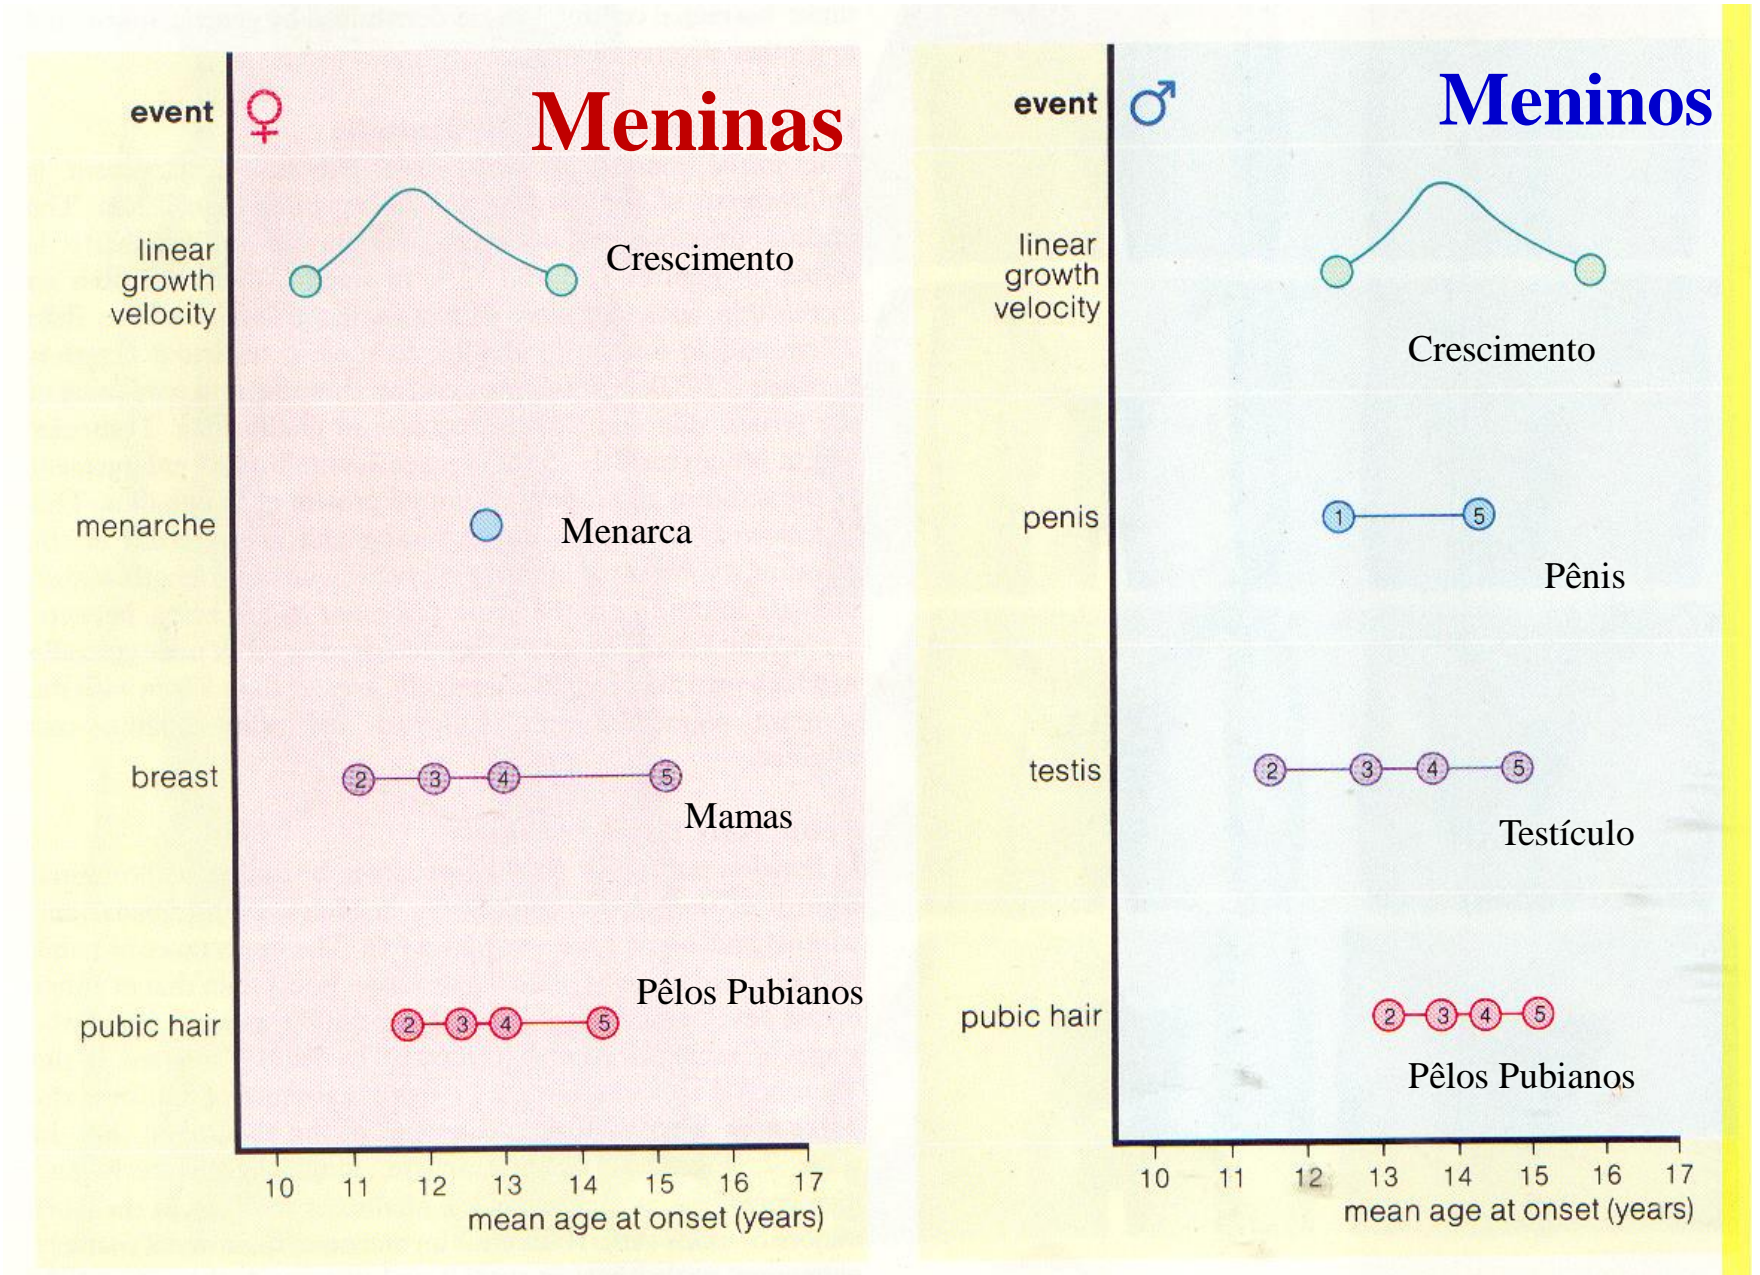 event
Meninas
linear
growth
velocity
Crescimento
menarche
Menarca
breast
2 3 4 5
Mamas
Pêlos Pubianos
pubic hair
2 3 4 5
10 11 12 13 14 15 16 17
mean age at onset (years)
event
Meninos
linear
growth
velocity
Crescimento
penis
1 5
Pênis
testis
2 3 4 5
Testículo
pubic hair
2 3 4 5
Pêlos Pubianos
10 11 12 13 14 15 16 17
mean age at onset (years)